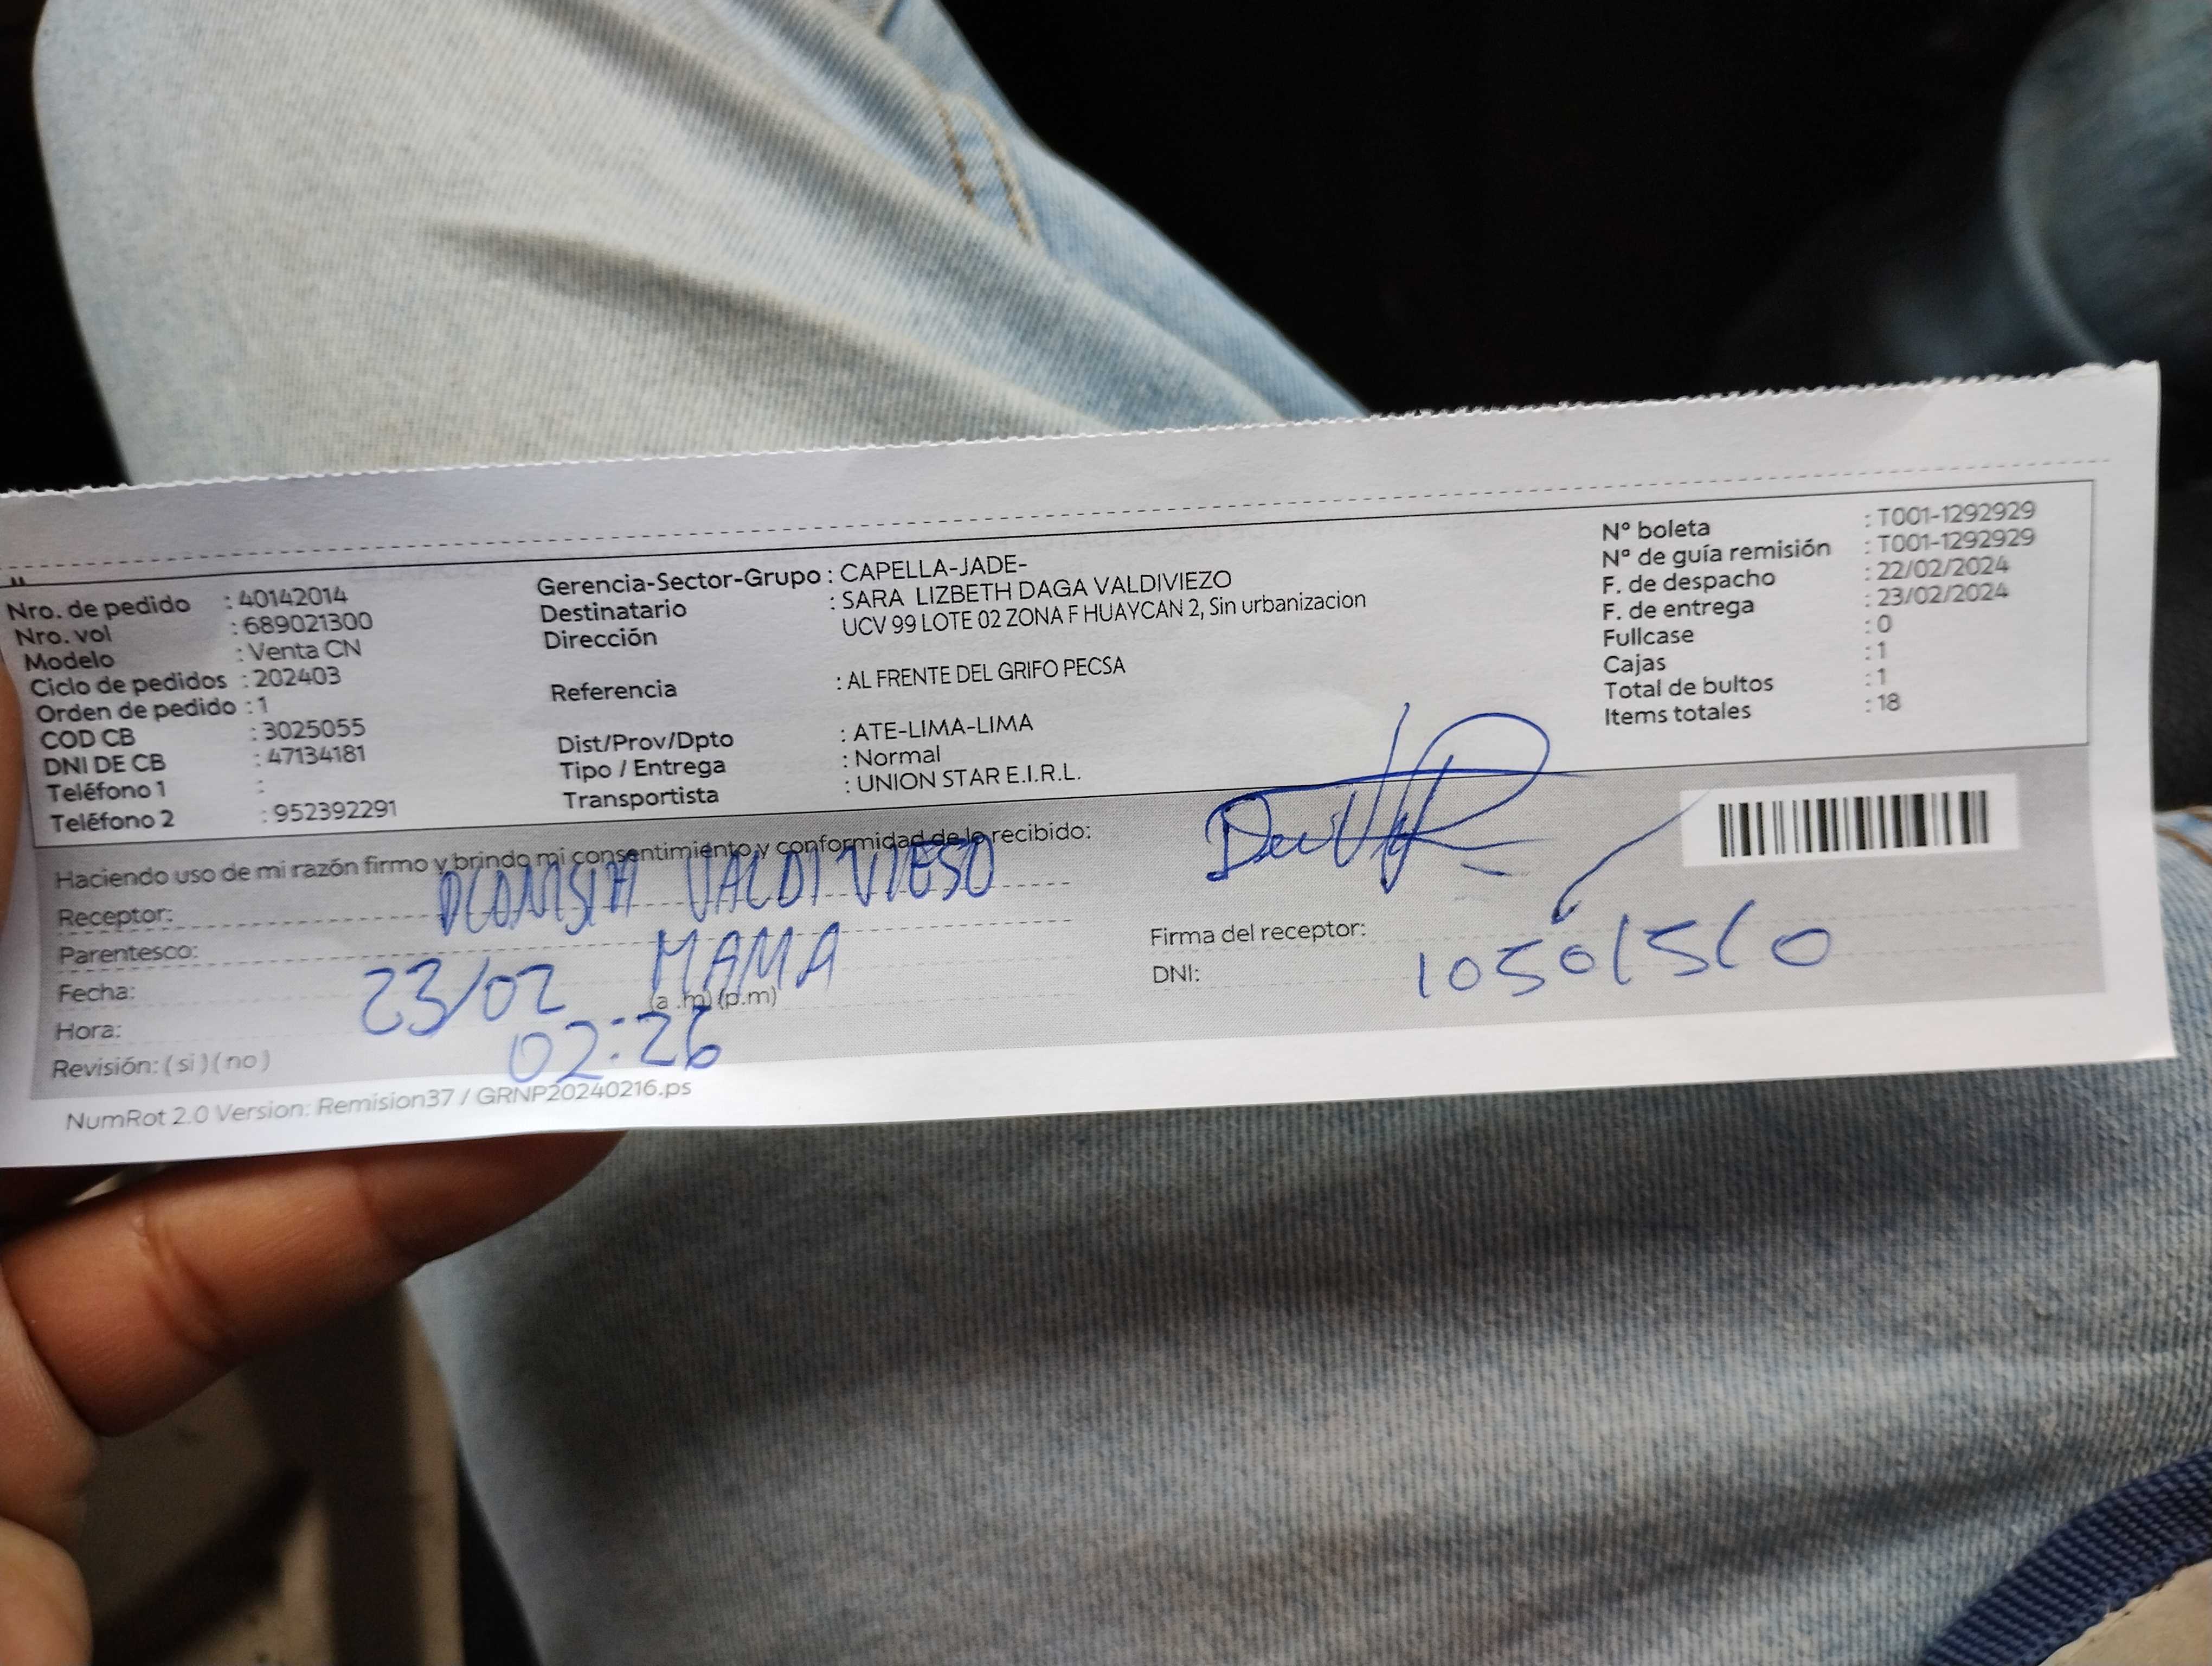 Nro. de pedido : 40142014
Nro. vol : 689021300
Modelo : Venta CN
Ciclo de pedidos : 202403
Orden de pedido : 1
COD CB : 3025055
DNI DE CB : 47134181
Teléfono 1 :
Teléfono 2 : 952392291
Gerencia-Sector-Grupo : CAPELLA-JADE-
Destinatario : SARA LIZBETH DAGA VALDIVIEZO
Dirección UCV 99 LOTE 02 ZONA F HUAYCAN 2, Sin urbanizacion
Referencia : AL FRENTE DEL GRIFO PECSA
Dist/Prov/Dpto : ATE-LIMA-LIMA
Tipo / Entrega : Normal
Transportista : UNION STAR E.I.R.L.
Nº boleta : T001-1292929
Nº de guía remisión : T001-1292929
F. de despacho : 22/02/2024
F. de entrega : 23/02/2024
Fullcase : 0
Cajas : 1
Total de bultos : 1
Items totales : 18
Haciendo uso de mi razón firmo y brindo mi consentimiento y conformidad de lo recibido:
Receptor: DIONISIA VALDIVIESO
Parentesco: MAMA
Fecha: 23/02
(a .m) (p.m)
Hora: 02:26
Revisión: ( si ) ( no )
Firma del receptor:
DNI: 10501510
NumRot 2.0 Version: Remision37 / GRNP20240216.ps